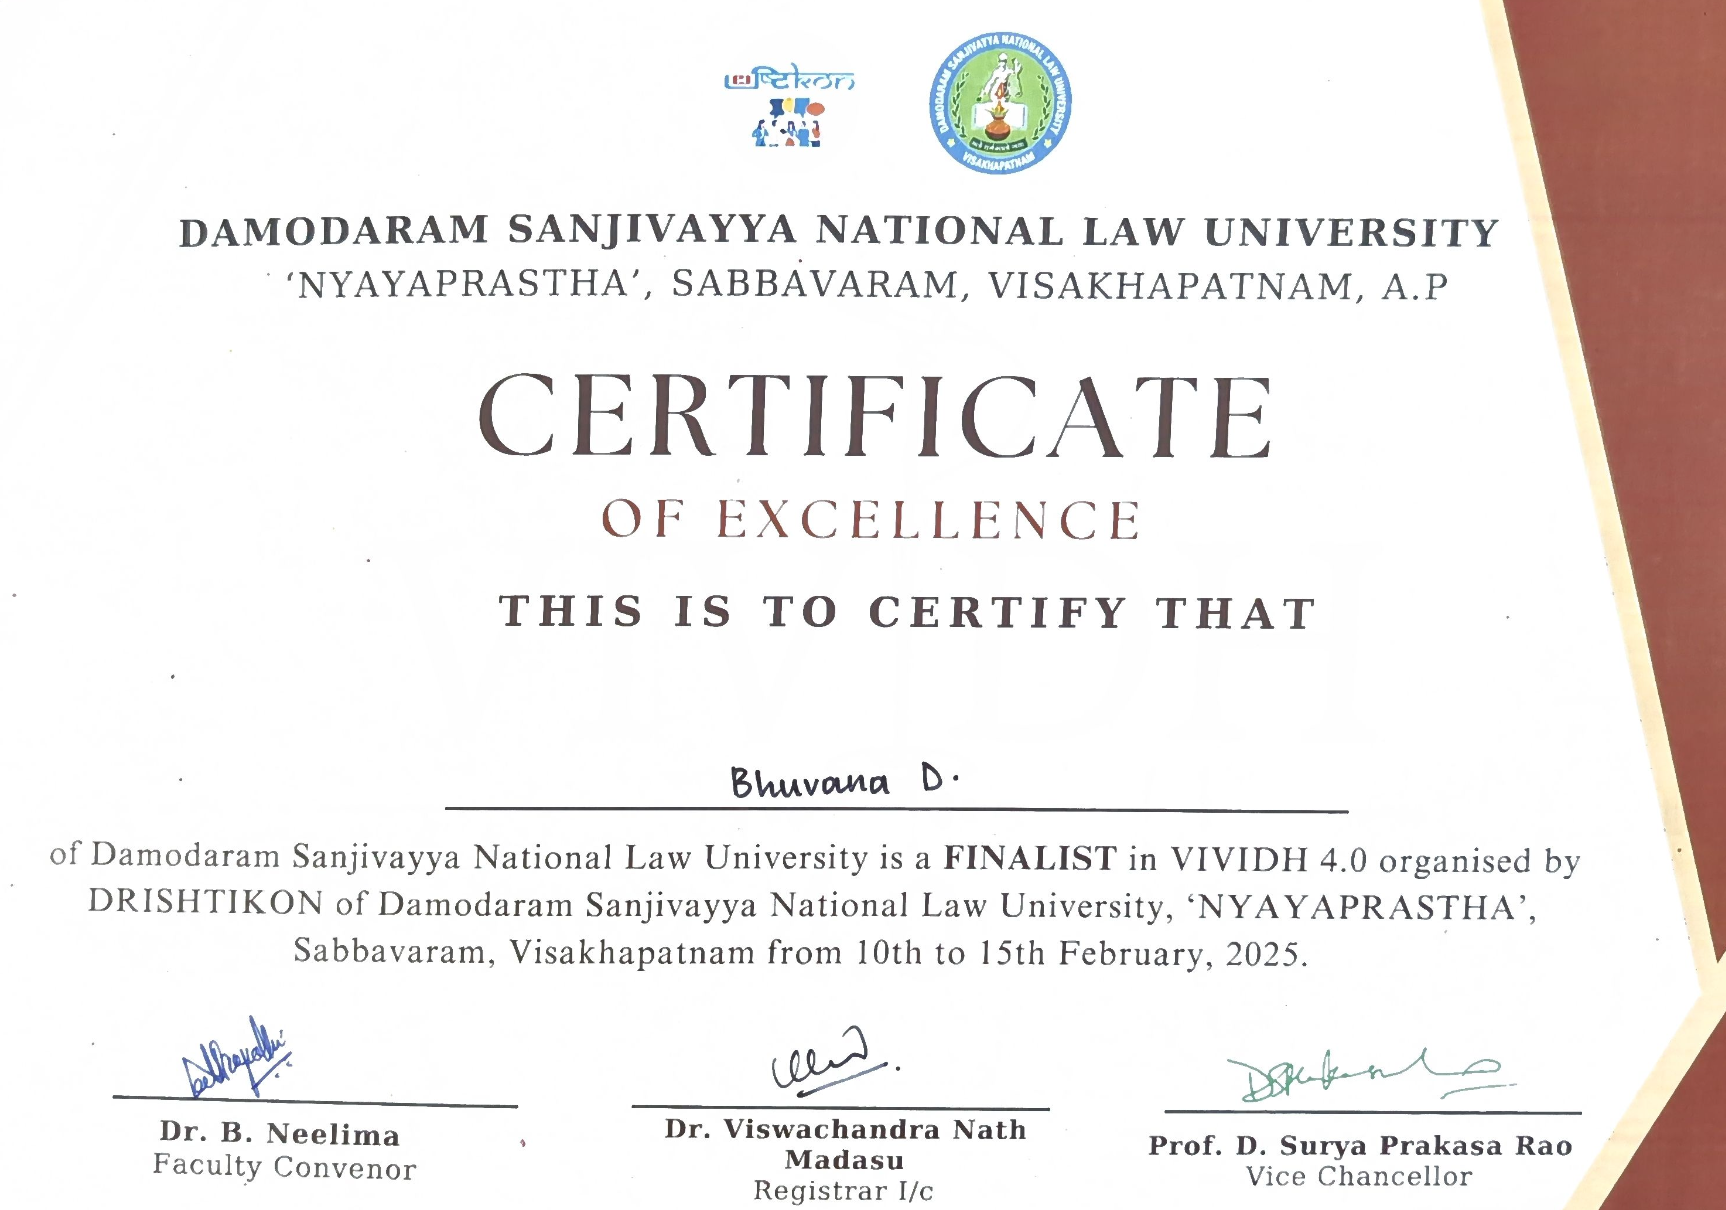 दृष्टिकोण
DAMODARAM SANJIVAYYA NATIONAL LAW UNIVERSITY
VISAKHAPATNAM
DAMODARAM SANJIVAYYA NATIONAL LAW UNIVERSITY
‘NYAYAPRASTHA’, SABBAVARAM, VISAKHAPATNAM, A.P
CERTIFICATE
OF EXCELLENCE
THIS IS TO CERTIFY THAT
Bhuvana D.
of Damodaram Sanjivayya National Law University is a FINALIST in VIVIDH 4.0 organised by
DRISHTIKON of Damodaram Sanjivayya National Law University, ‘NYAYAPRASTHA’,
Sabbavaram, Visakhapatnam from 10th to 15th February, 2025.
Dr. B. Neelima
Faculty Convenor
Dr. Viswachandra Nath
Madasu
Registrar I/c
Prof. D. Surya Prakasa Rao
Vice Chancellor